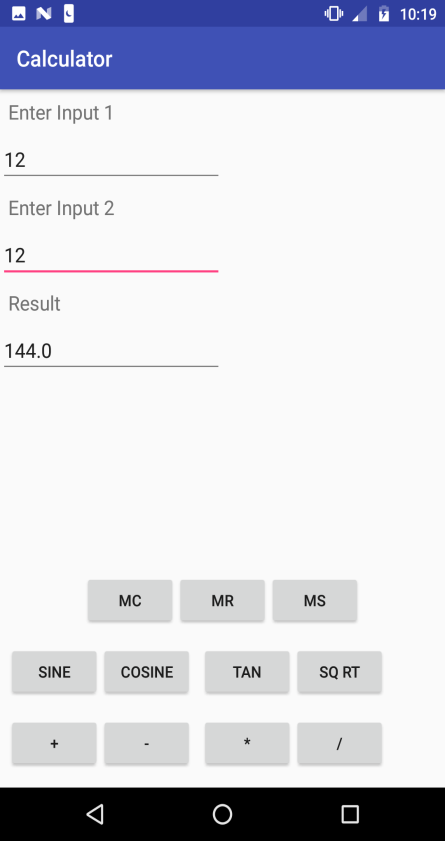 10:19
Calculator
Enter Input 1
12
Enter Input 2
12
Result
144.0
MC MR MS
SINE COSINE TAN SQ RT
+ - * /